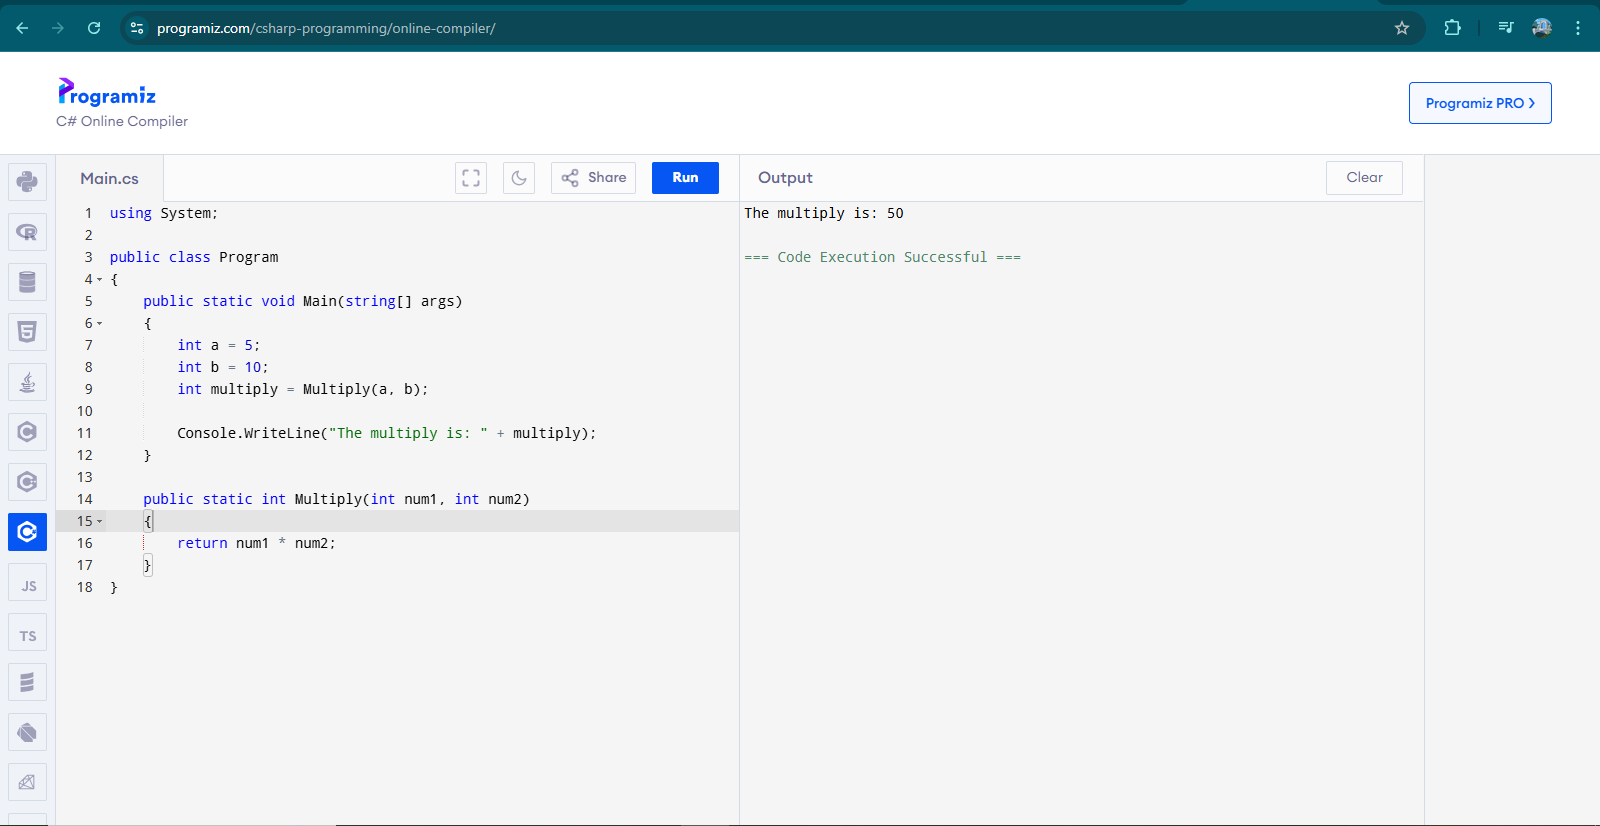 programiz.com/csharp-programming/online-compiler/
Programiz
C# Online Compiler
Programiz PRO ❯
Main.cs
Share
Run
Output
Clear
1 using System;
2
3 public class Program
4 {
5     public static void Main(string[] args)
6     {
7         int a = 5;
8         int b = 10;
9         int multiply = Multiply(a, b);
10
11         Console.WriteLine("The multiply is: " + multiply);
12     }
13
14     public static int Multiply(int num1, int num2)
15     {
16         return num1 * num2;
17     }
18 }
The multiply is: 50
=== Code Execution Successful ===
R
5
C
C
C
JS
TS